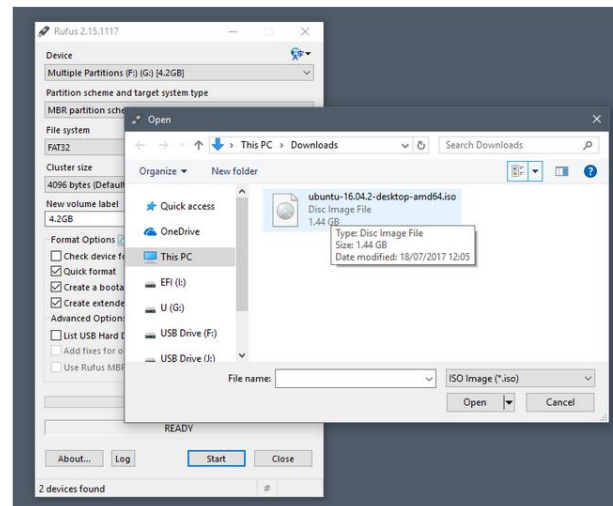 Rufus 2.15.1117
Device
Multiple Partitions (F:) (G:) [4.2GB]
Partition scheme and target system type
MBR partition sche
File system
FAT32
Cluster size
4096 bytes (Default
New volume label
4.2GB
Format Options
Check device fo
Quick format
Create a boota
Create extende
Advanced Option
List USB Hard D
Add fixes for o
Use Rufus MBR
READY
About...
Log
Start
Close
2 devices found
#
Open
This PC > Downloads
Search Downloads
Organize
New folder
Quick access
OneDrive
This PC
EFI (I:)
U (G:)
USB Drive (F:)
USB Drive (J:)
ubuntu-16.04.2-desktop-amd64.iso
Disc Image File
1.44 GB
Type: Disc Image File
Size: 1.44 GB
Date modified: 18/07/2017 12:05
File name:
ISO Image (*.iso)
Open
Cancel